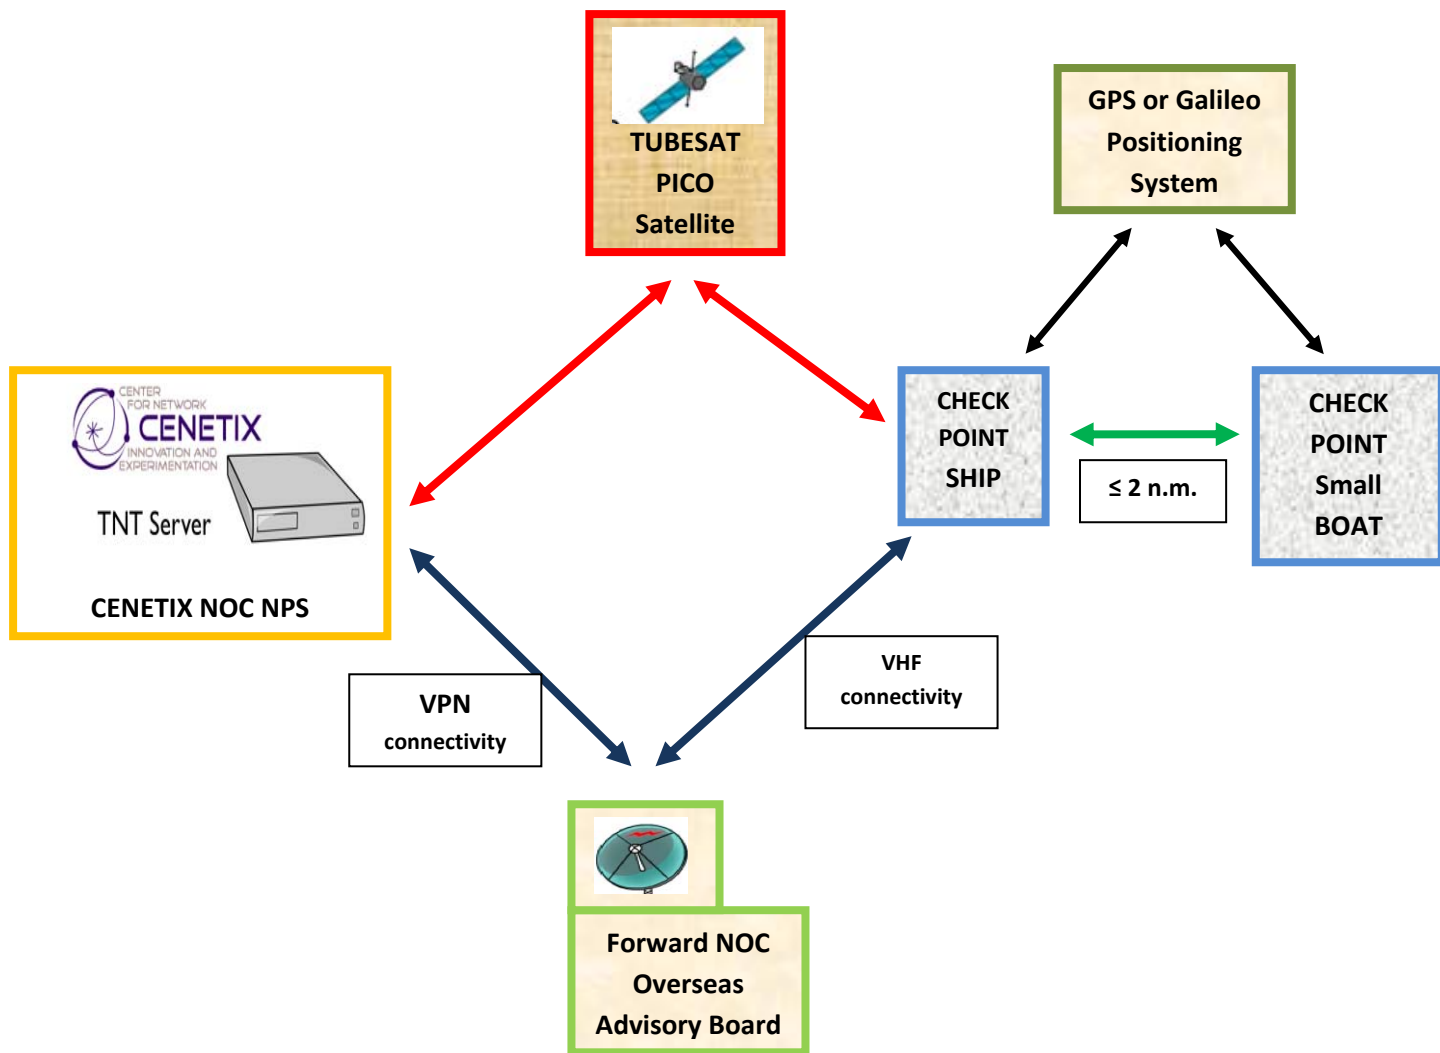 TUBESAT
PICO
Satellite
GPS or Galileo
Positioning
System
CENTER
FOR NETWORK
CENETIX
INNOVATION AND
EXPERIMENTATION
TNT Server
CENETIX NOC NPS
CHECK
POINT
SHIP
≤ 2 n.m.
CHECK
POINT
Small
BOAT
VPN
connectivity
VHF
connectivity
Forward NOC
Overseas
Advisory Board